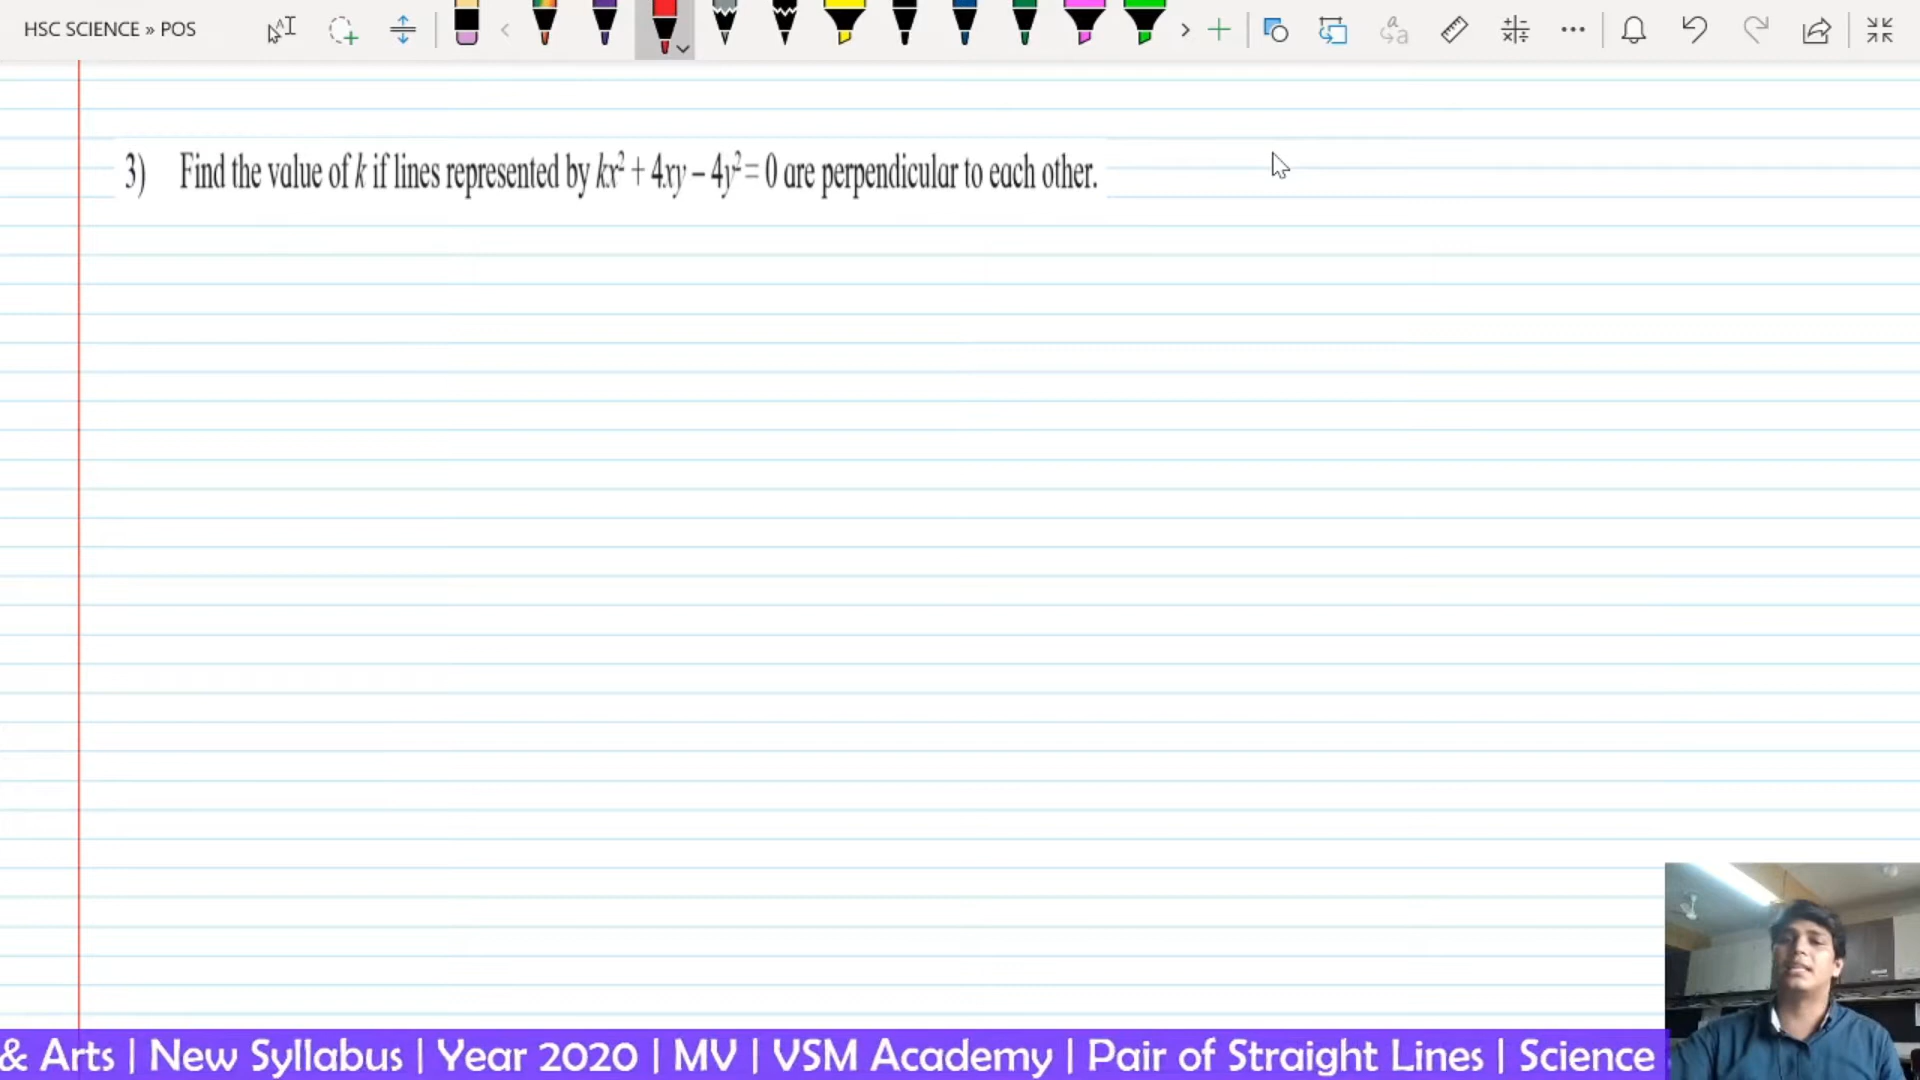 HSC SCIENCE » POS
3) Find the value of k if lines represented by kx² + 4xy – 4y² = 0 are perpendicular to each other.
& Arts | New Syllabus | Year 2020 | MV | VSM Academy | Pair of Straight Lines | Science